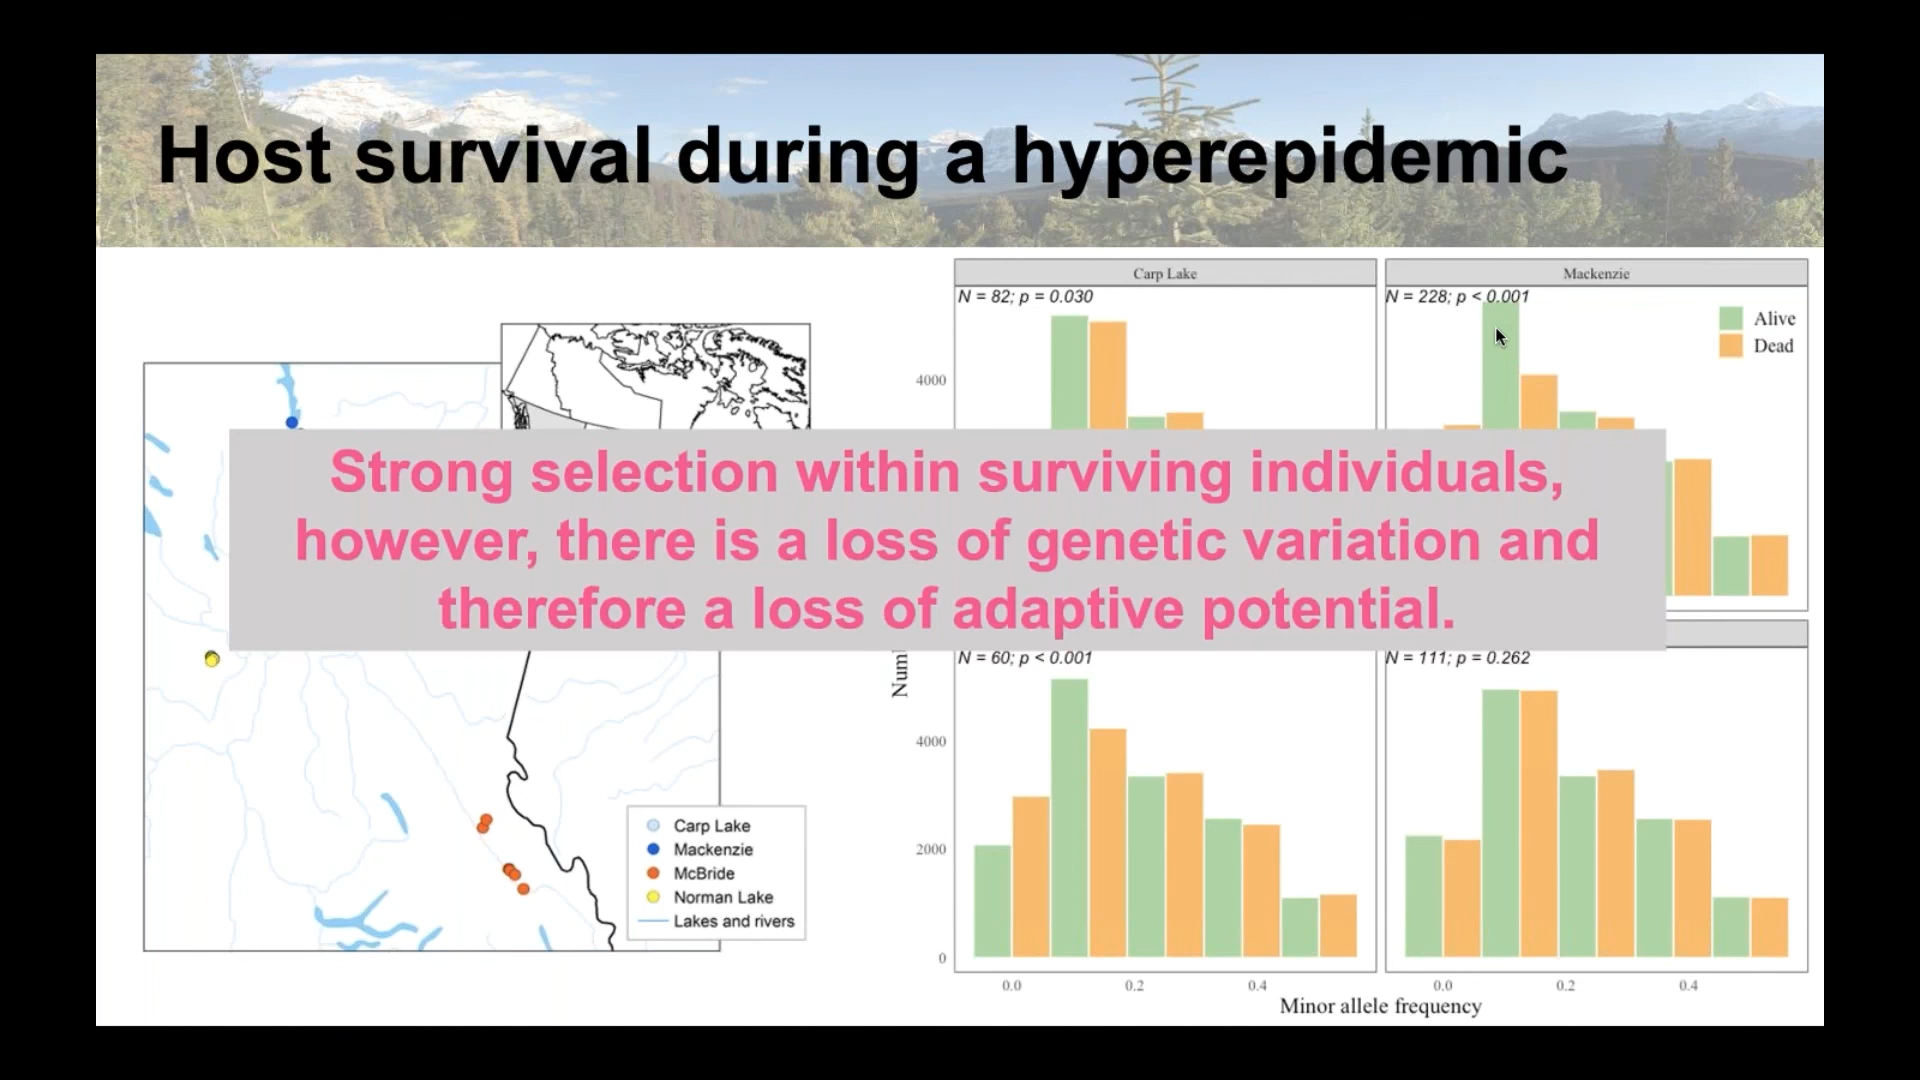 Host survival during a hyperepidemic
Carp Lake
Mackenzie
N = 82; p = 0.030
N = 228; p < 0.001
Alive
Dead
4000
Strong selection within surviving individuals,
however, there is a loss of genetic variation and
therefore a loss of adaptive potential.
N = 60; p < 0.001
N = 111; p = 0.262
4000
2000
0
0.0
0.2
0.4
0.0
0.2
0.4
Minor allele frequency
Carp Lake
Mackenzie
McBride
Norman Lake
Lakes and rivers